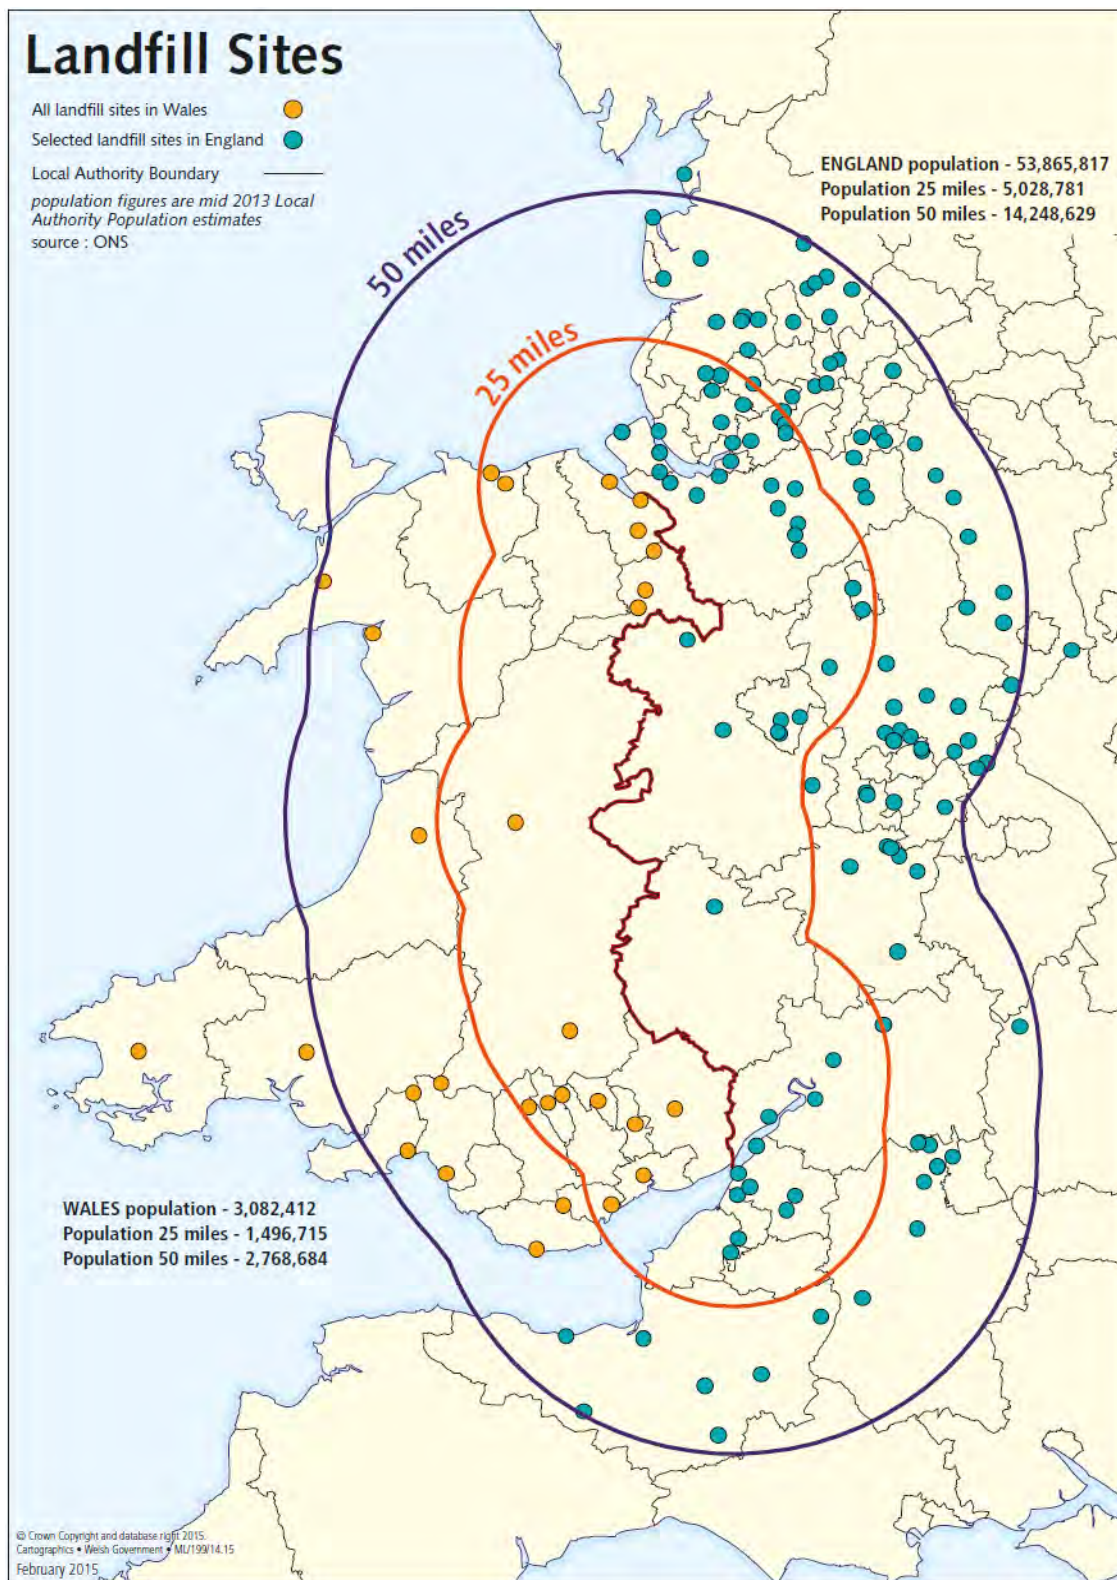 Landfill Sites
All landfill sites in Wales
Selected landfill sites in England
Local Authority Boundary
population figures are mid 2013 Local
Authority Population estimates
source : ONS
ENGLAND population - 53,865,817
Population 25 miles - 5,028,781
Population 50 miles - 14,248,629
50 miles
25 miles
WALES population - 3,082,412
Population 25 miles - 1,496,715
Population 50 miles - 2,768,684
© Crown Copyright and database right 2015.
Cartographics • Welsh Government • ML/199/14.15
February 2015